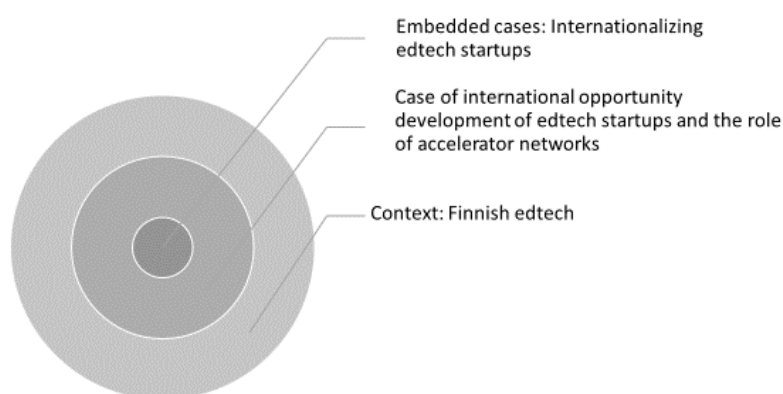 Embedded cases: Internationalizing
edtech startups
Case of international opportunity
development of edtech startups and the role
of accelerator networks
Context: Finnish edtech